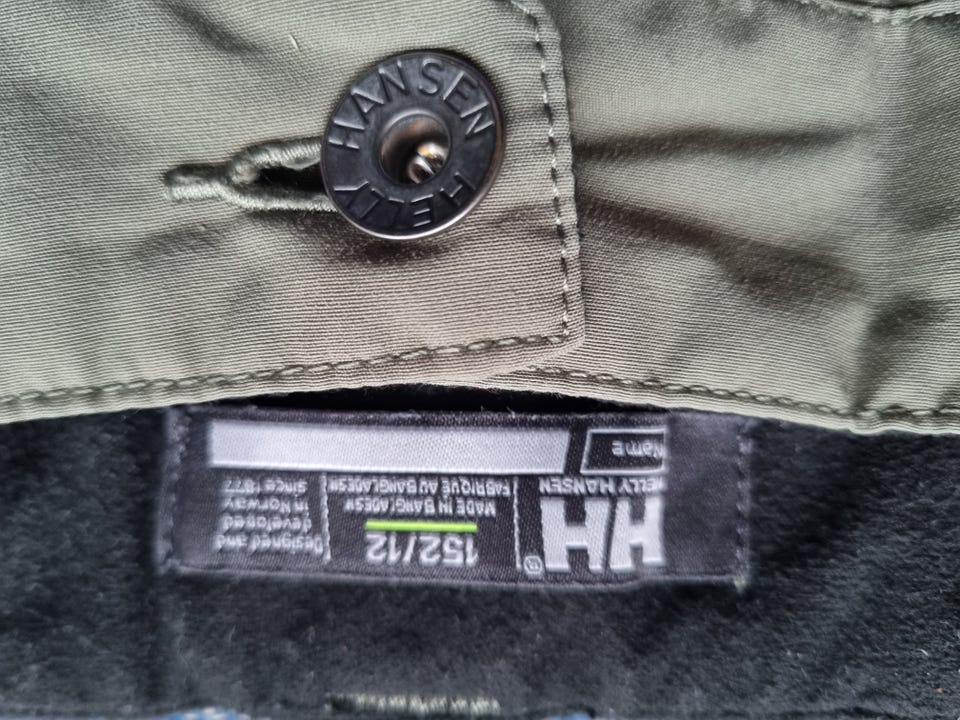 HELLY HANSEN
HH®
HELLY HANSEN
152/12
MADE IN BANGLADESH
FABRIQUE AU BANGLADESH
Designed and
developed
in Norway
since 1877
Name